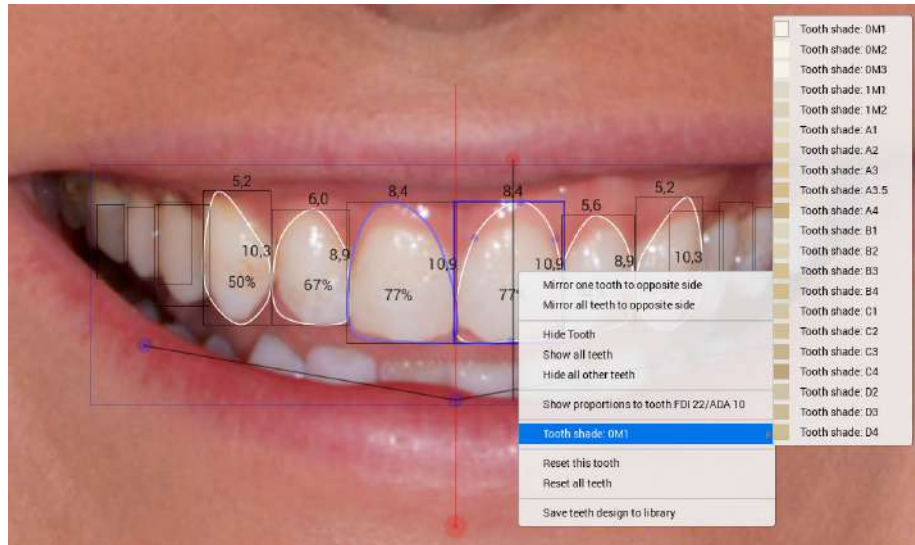 5,2
6,0
8,4
8,4
5,6
5,2
10,3
8,9
10,9
10,9
8,9
10,3
50%
67%
77%
77
Mirror one tooth to opposite side
Mirror all teeth to opposite side
Hide Tooth
Show all teeth
Hide all other teeth
Show proportions to tooth FDI 22/ADA 10
Tooth shade: 0M1
Reset this tooth
Reset all teeth
Save teeth design to library
Tooth shade: 0M1
Tooth shade: 0M2
Tooth shade: 0M3
Tooth shade: 1M1
Tooth shade: 1M2
Tooth shade: A1
Tooth shade: A2
Tooth shade: A3
Tooth shade: A3.5
Tooth shade: A4
Tooth shade: B1
Tooth shade: B2
Tooth shade: B3
Tooth shade: B4
Tooth shade: C1
Tooth shade: C2
Tooth shade: C3
Tooth shade: C4
Tooth shade: D2
Tooth shade: D3
Tooth shade: D4